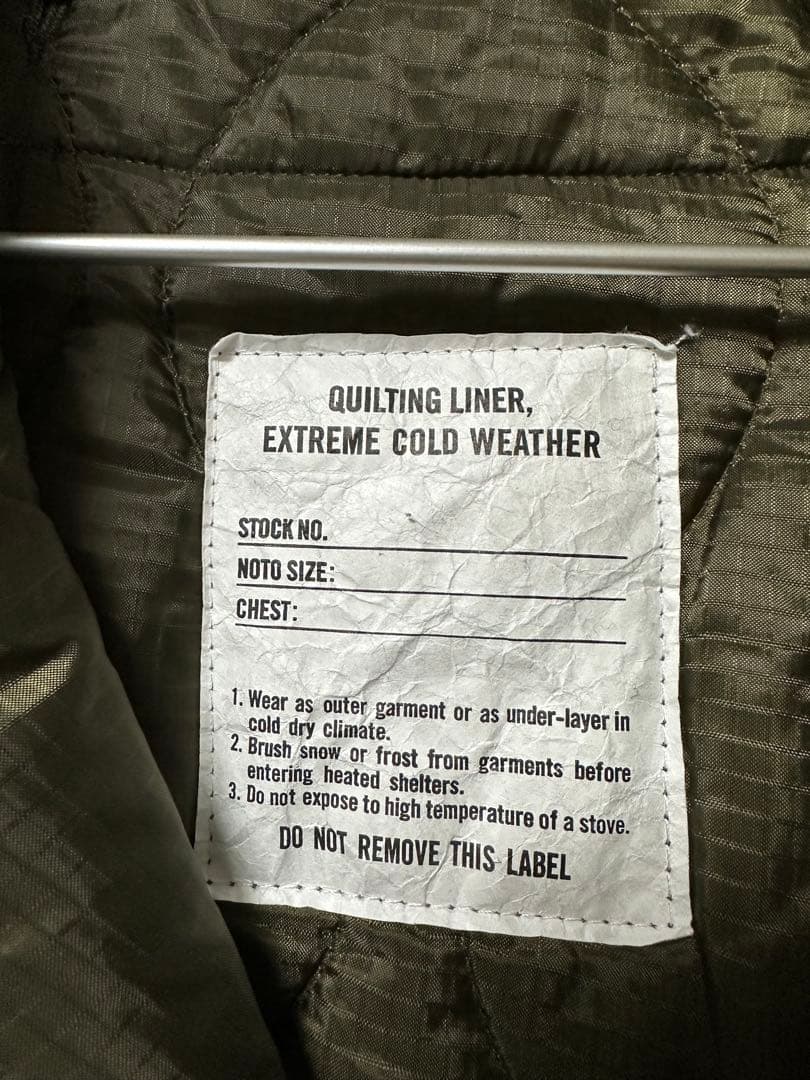 QUILTING LINER,
EXTREME COLD WEATHER
STOCK NO.
NOTO SIZE:
CHEST:
1. Wear as outer garment or as under-layer in
cold dry climate.
2. Brush snow or frost from garments before
entering heated shelters.
3. Do not expose to high temperature of a stove.
DO NOT REMOVE THIS LABEL